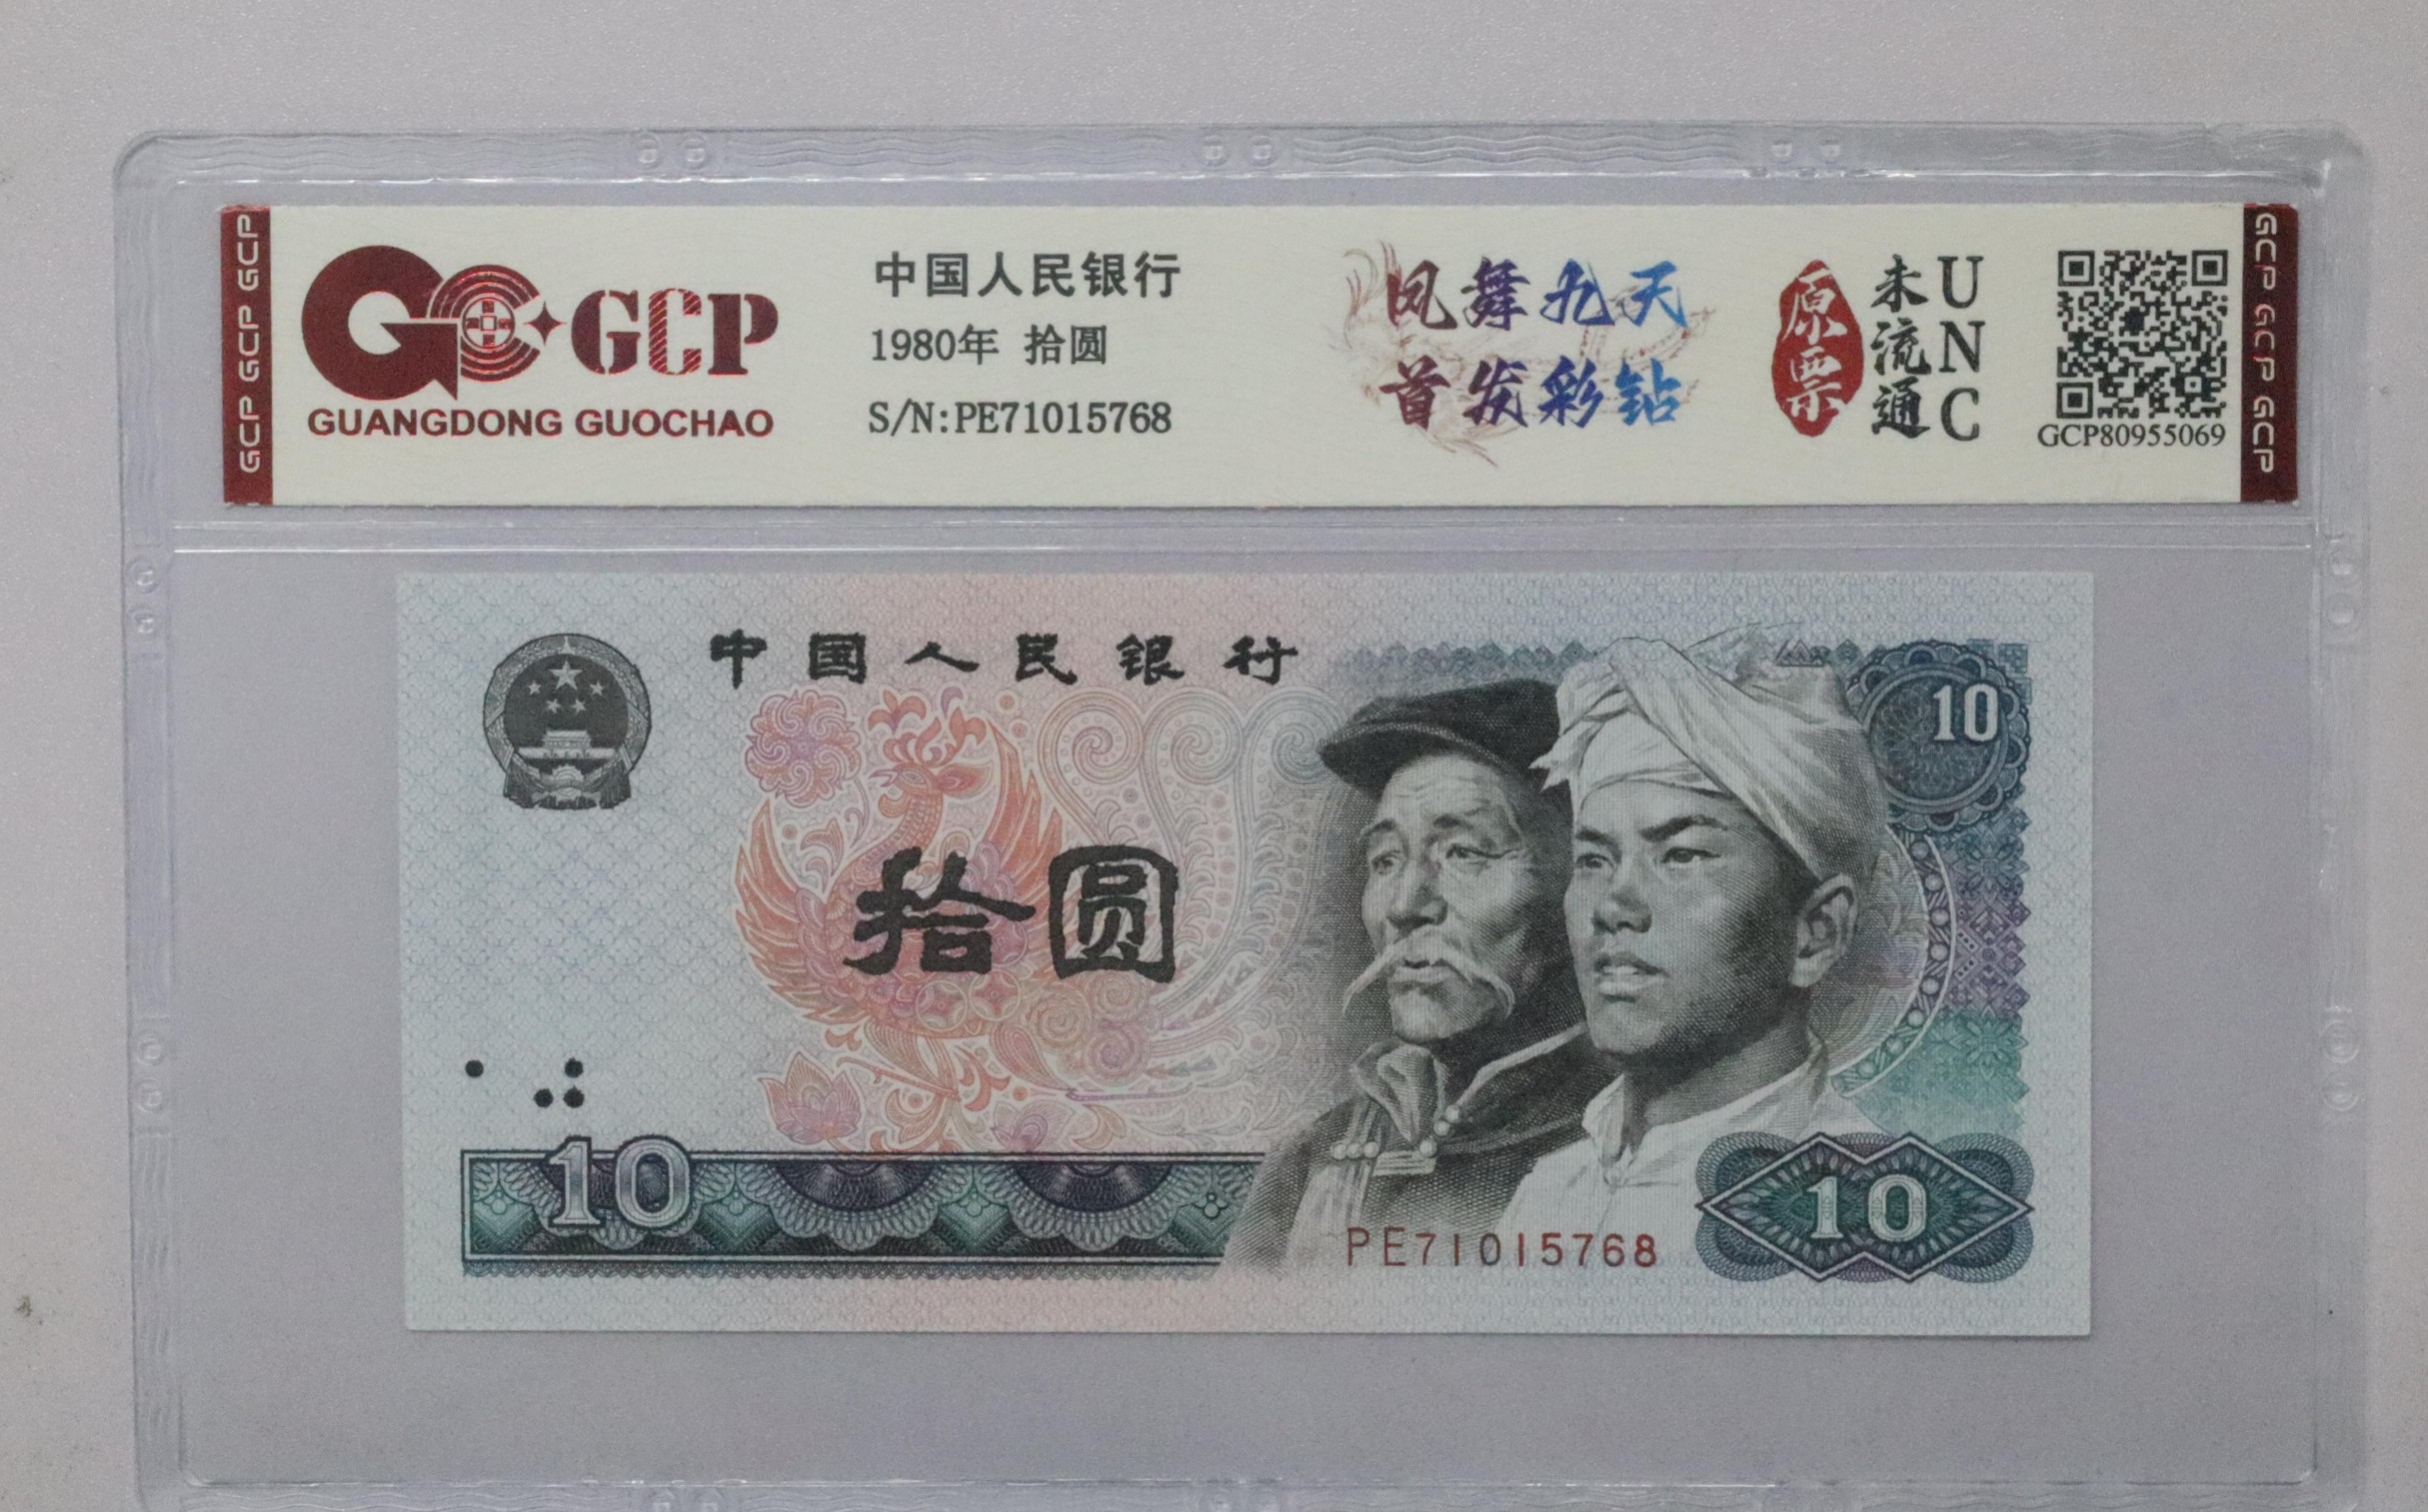 GCP GCP GCP
GCP
GUANGDONG GUOCHAO
中国人民银行
1980年 拾圆
S/N:PE71015768
凤舞九天
首发彩钻
原票
未流通
UNC
GCP80955069
GCP GCP GCP
中国人民银行
10
拾圆
10
PE71015768
10